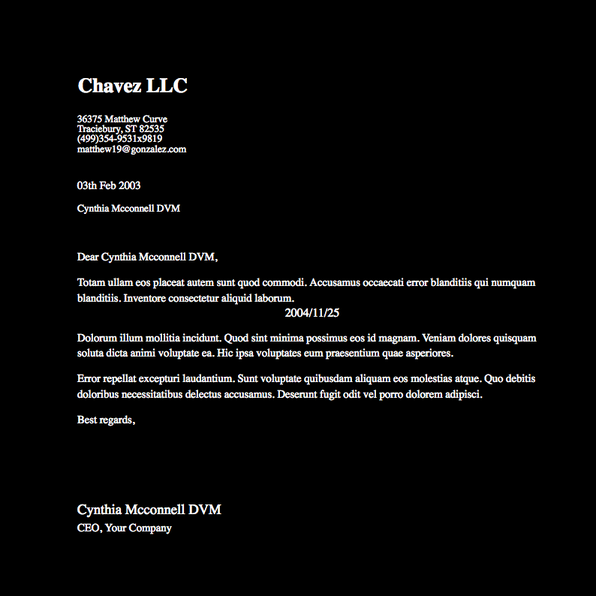 Chavez LLC
36375 Matthew Curve
Traciebury, ST 82535
(499)354-9531x9819
matthew19@gonzalez.com
03th Feb 2003
Cynthia Mcconnell DVM
Dear Cynthia Mcconnell DVM,
Totam ullam eos placeat autem sunt quod commodi. Accusamus occaecati error blanditiis qui numquam
blanditiis. Inventore consectetur aliquid laborum.
2004/11/25
Dolorum illum mollitia incidunt. Quod sint minima possimus eos id magnam. Veniam dolores quisquam
soluta dicta animi voluptate ea. Hic ipsa voluptates eum praesentium quae asperiores.
Error repellat excepturi laudantium. Sunt voluptate quibusdam aliquam eos molestias atque. Quo debitis
doloribus necessitatibus delectus accusamus. Deserunt fugit odit vel porro dolorem adipisci.
Best regards,
Cynthia Mcconnell DVM
CEO, Your Company